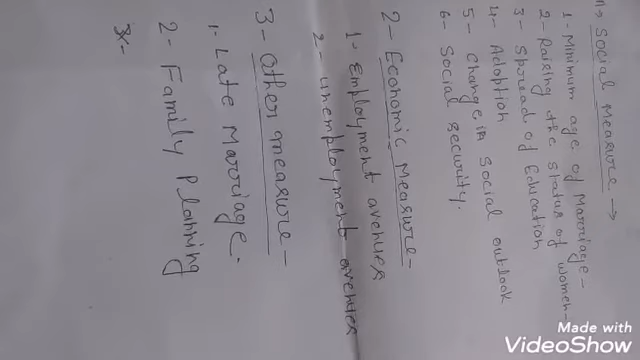 1) Social Measure →
1- Minimum age of Marriage-
2- Raising the status of women-
3- Spread of Education
4- Adoption
5- Change in Social outlook
6- Social Security.
2- Economic Measure-
1- Employment avenues
2- unemployment avenues
3- Other measure-
1- Late Marriage.
2- Family Planning
3-
Made with
VideoShow